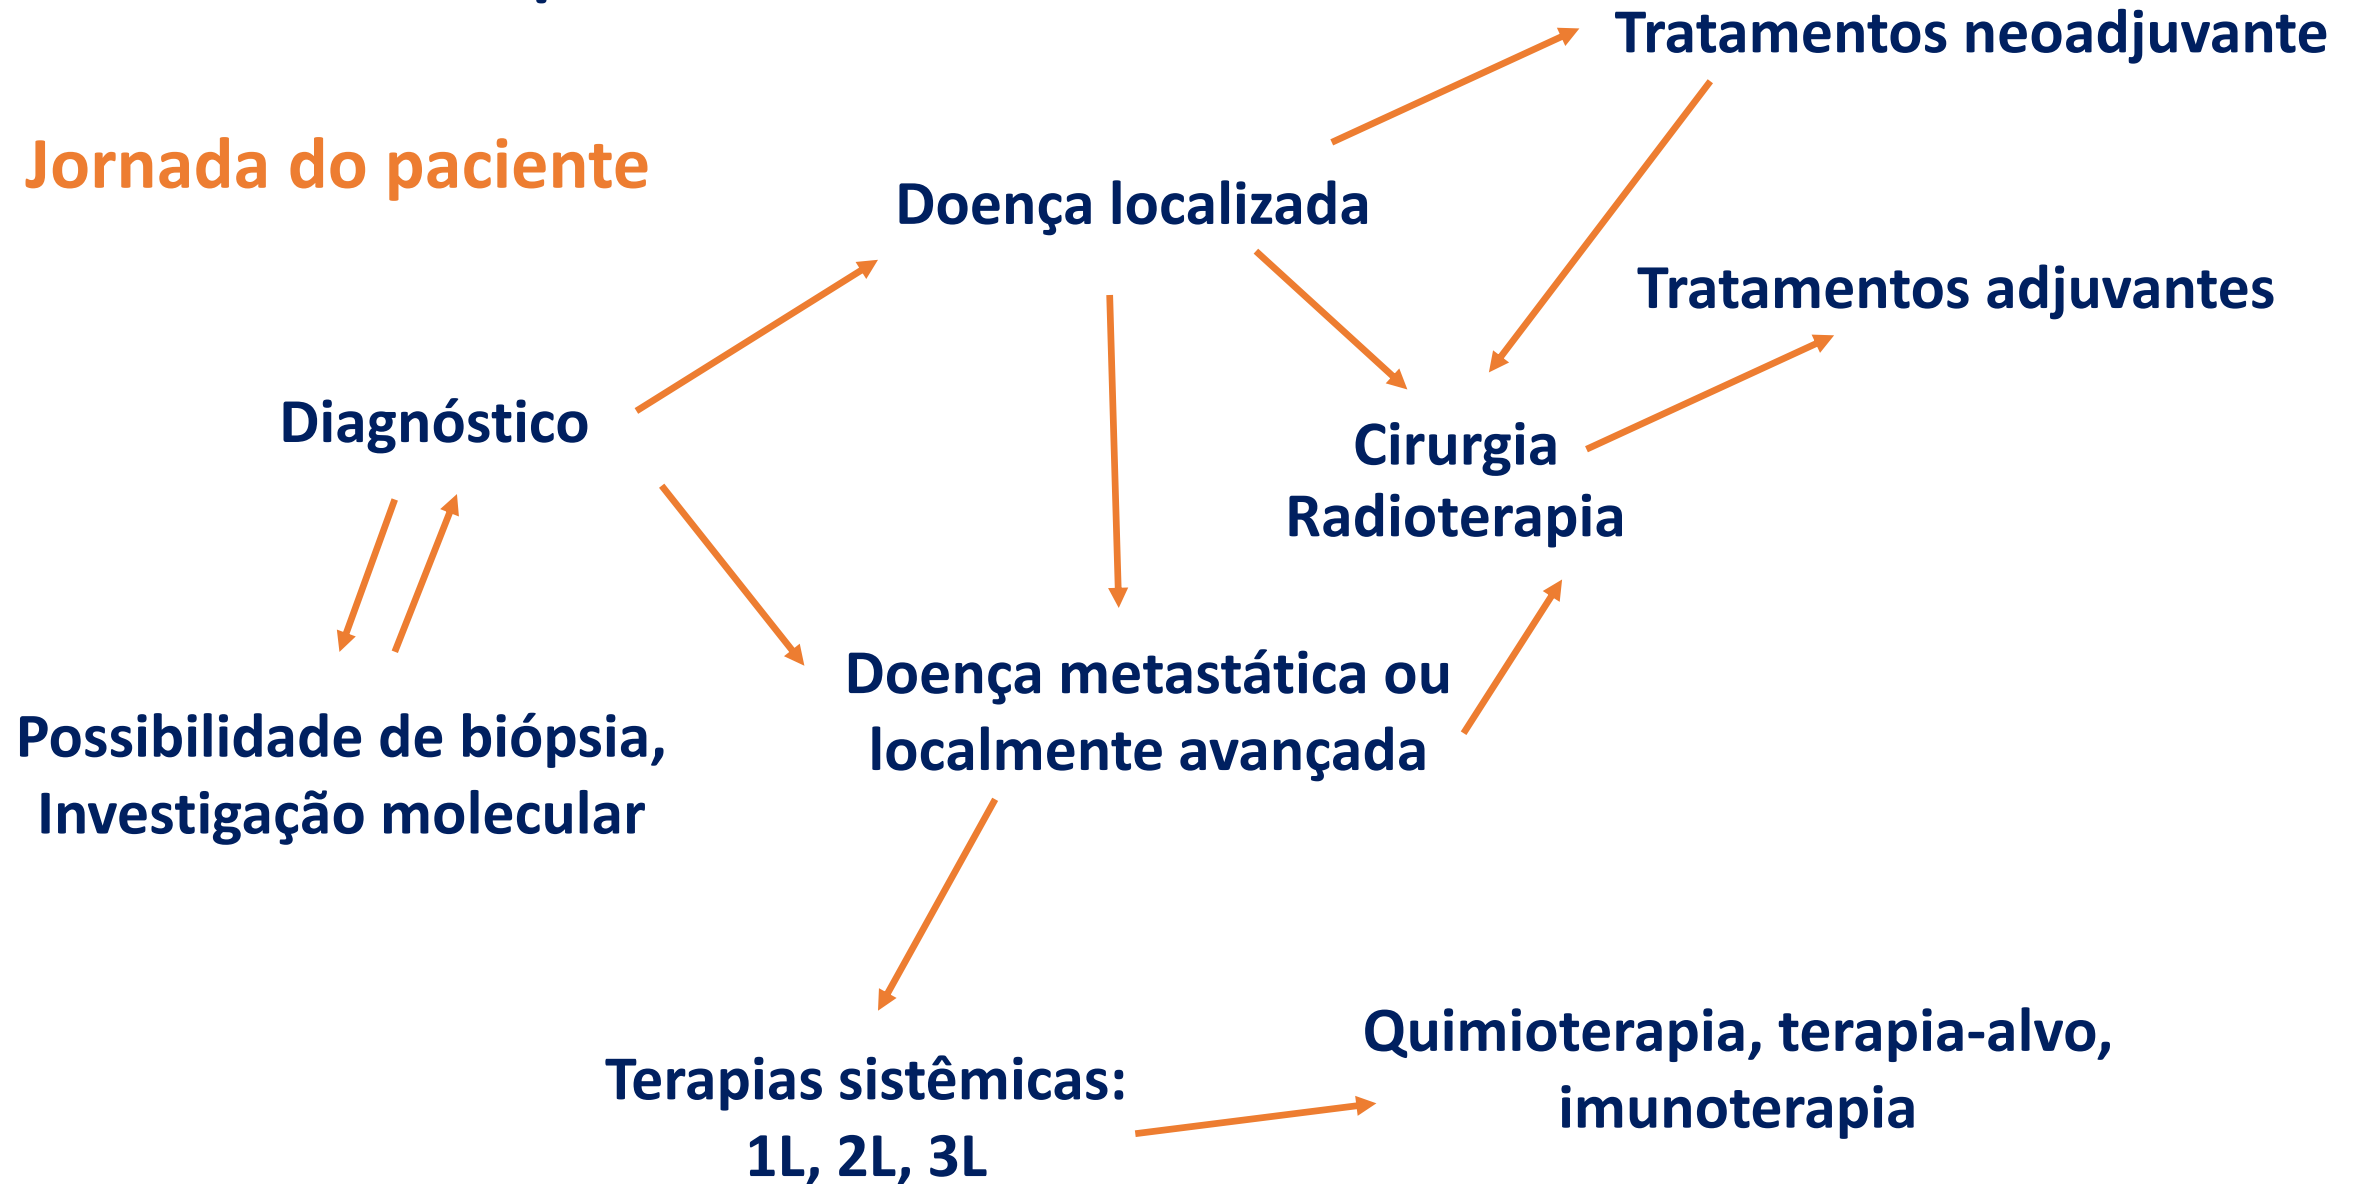 Tratamentos neoadjuvante
Jornada do paciente
Doença localizada
Tratamentos adjuvantes
Diagnóstico
Cirurgia
Radioterapia
Doença metastática ou
localmente avançada
Possibilidade de biópsia,
Investigação molecular
Terapias sistêmicas:
1L, 2L, 3L
Quimioterapia, terapia-alvo,
imunoterapia